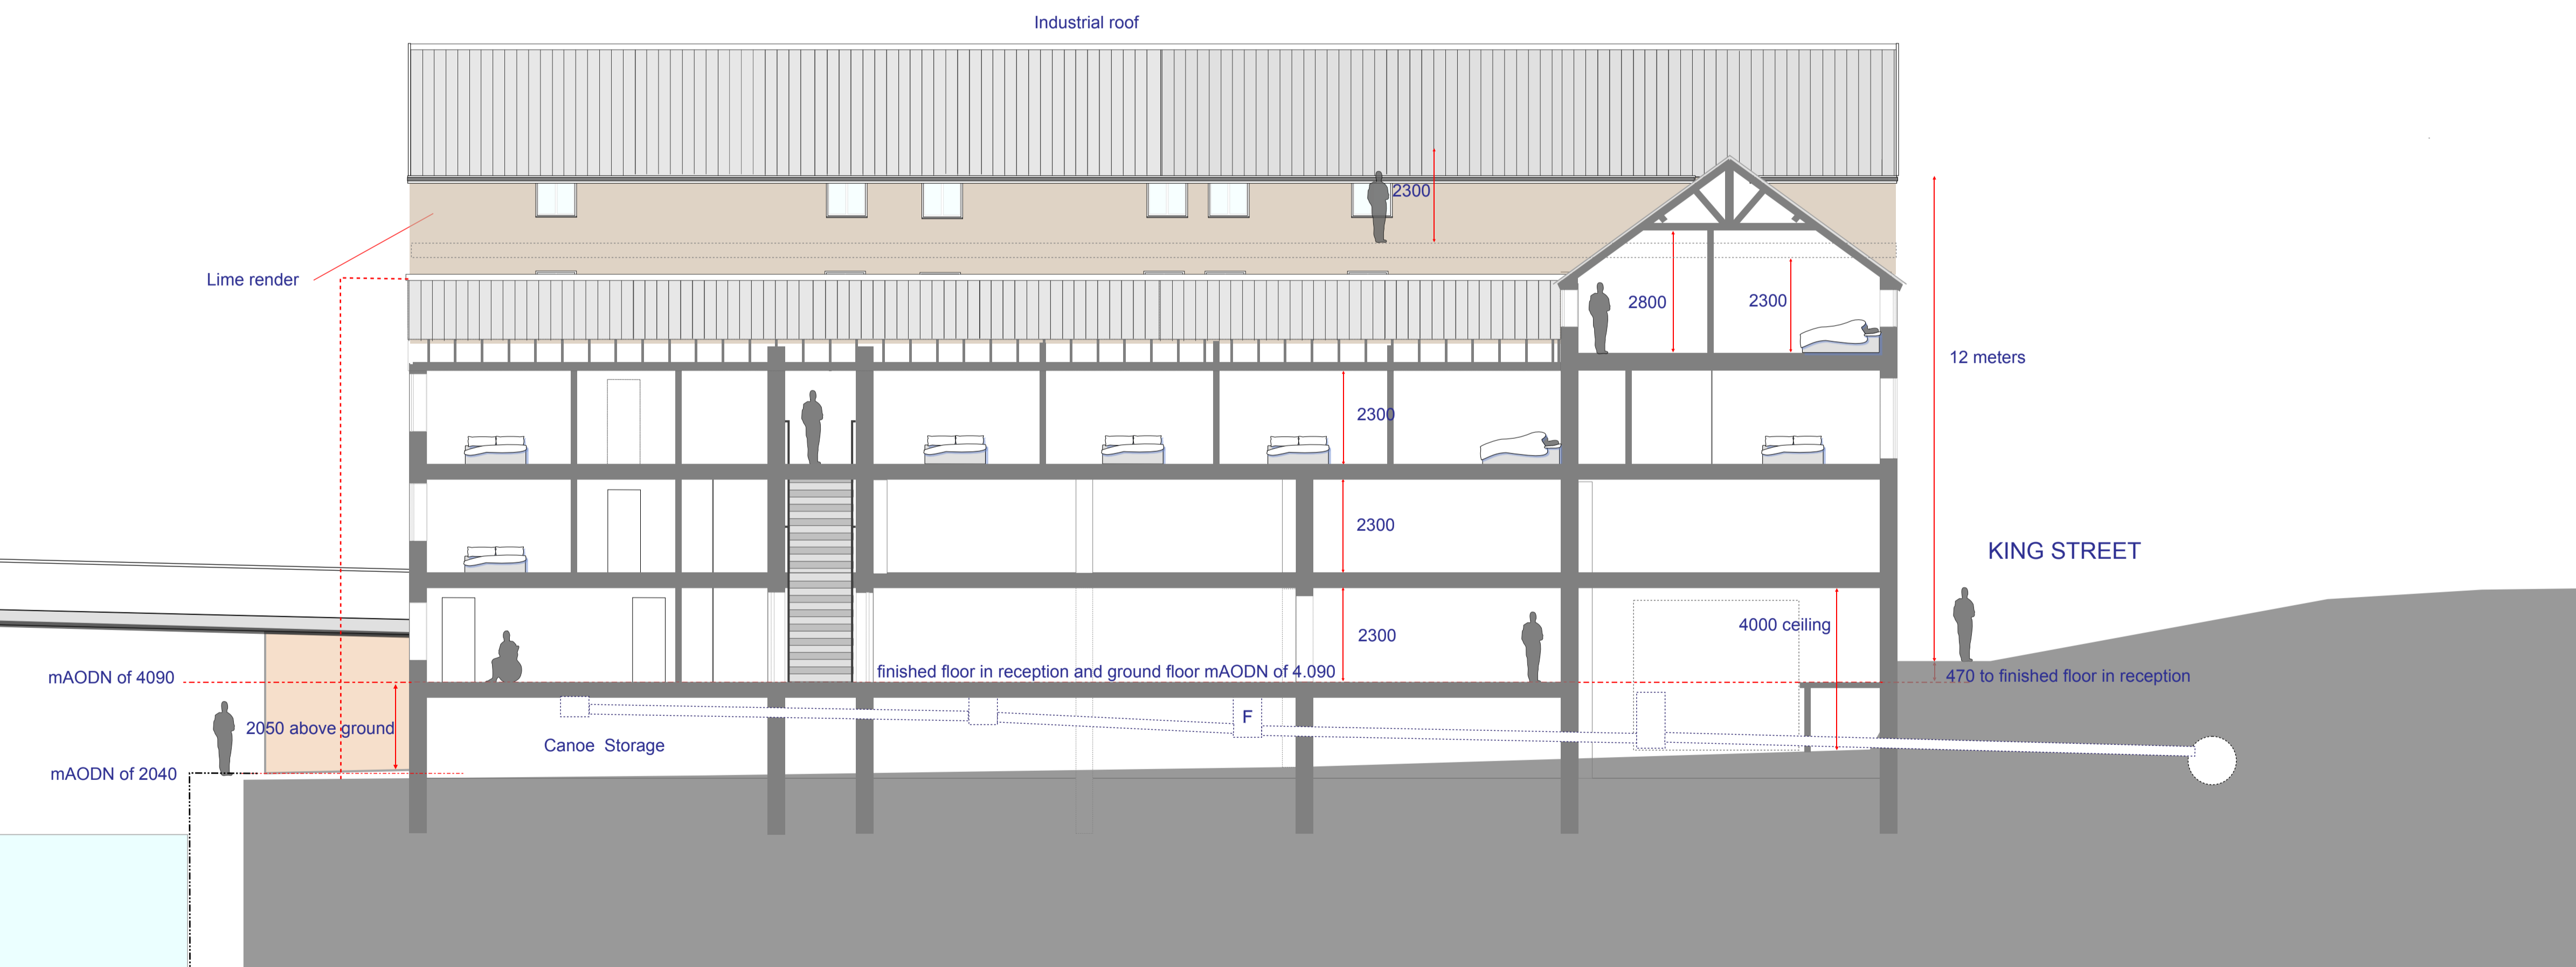 Industrial roof
2300
Lime render
2800
2300
12 meters
2300
2300
KING STREET
2300
4000 ceiling
finished floor in reception and ground floor mAODN of 4.090
mAODN of 4090
470 to finished floor in reception
F
2050 above ground
Canoe  Storage
mAODN of 2040